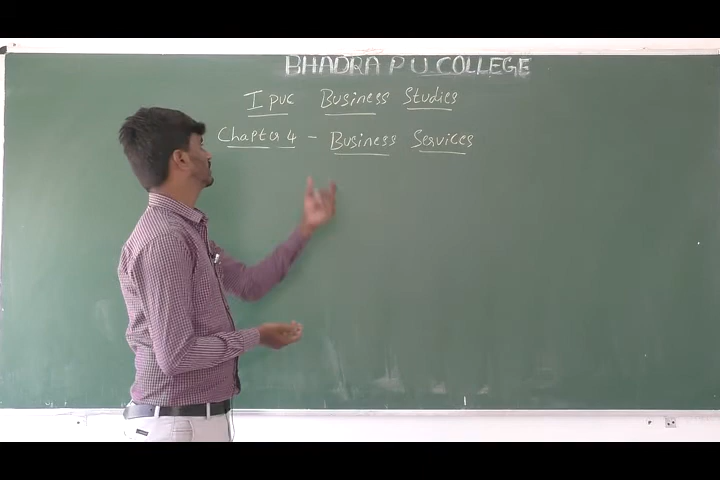 BHADRA P U COLLEGE
I PUC Business Studies
Chapter 4 - Business Services